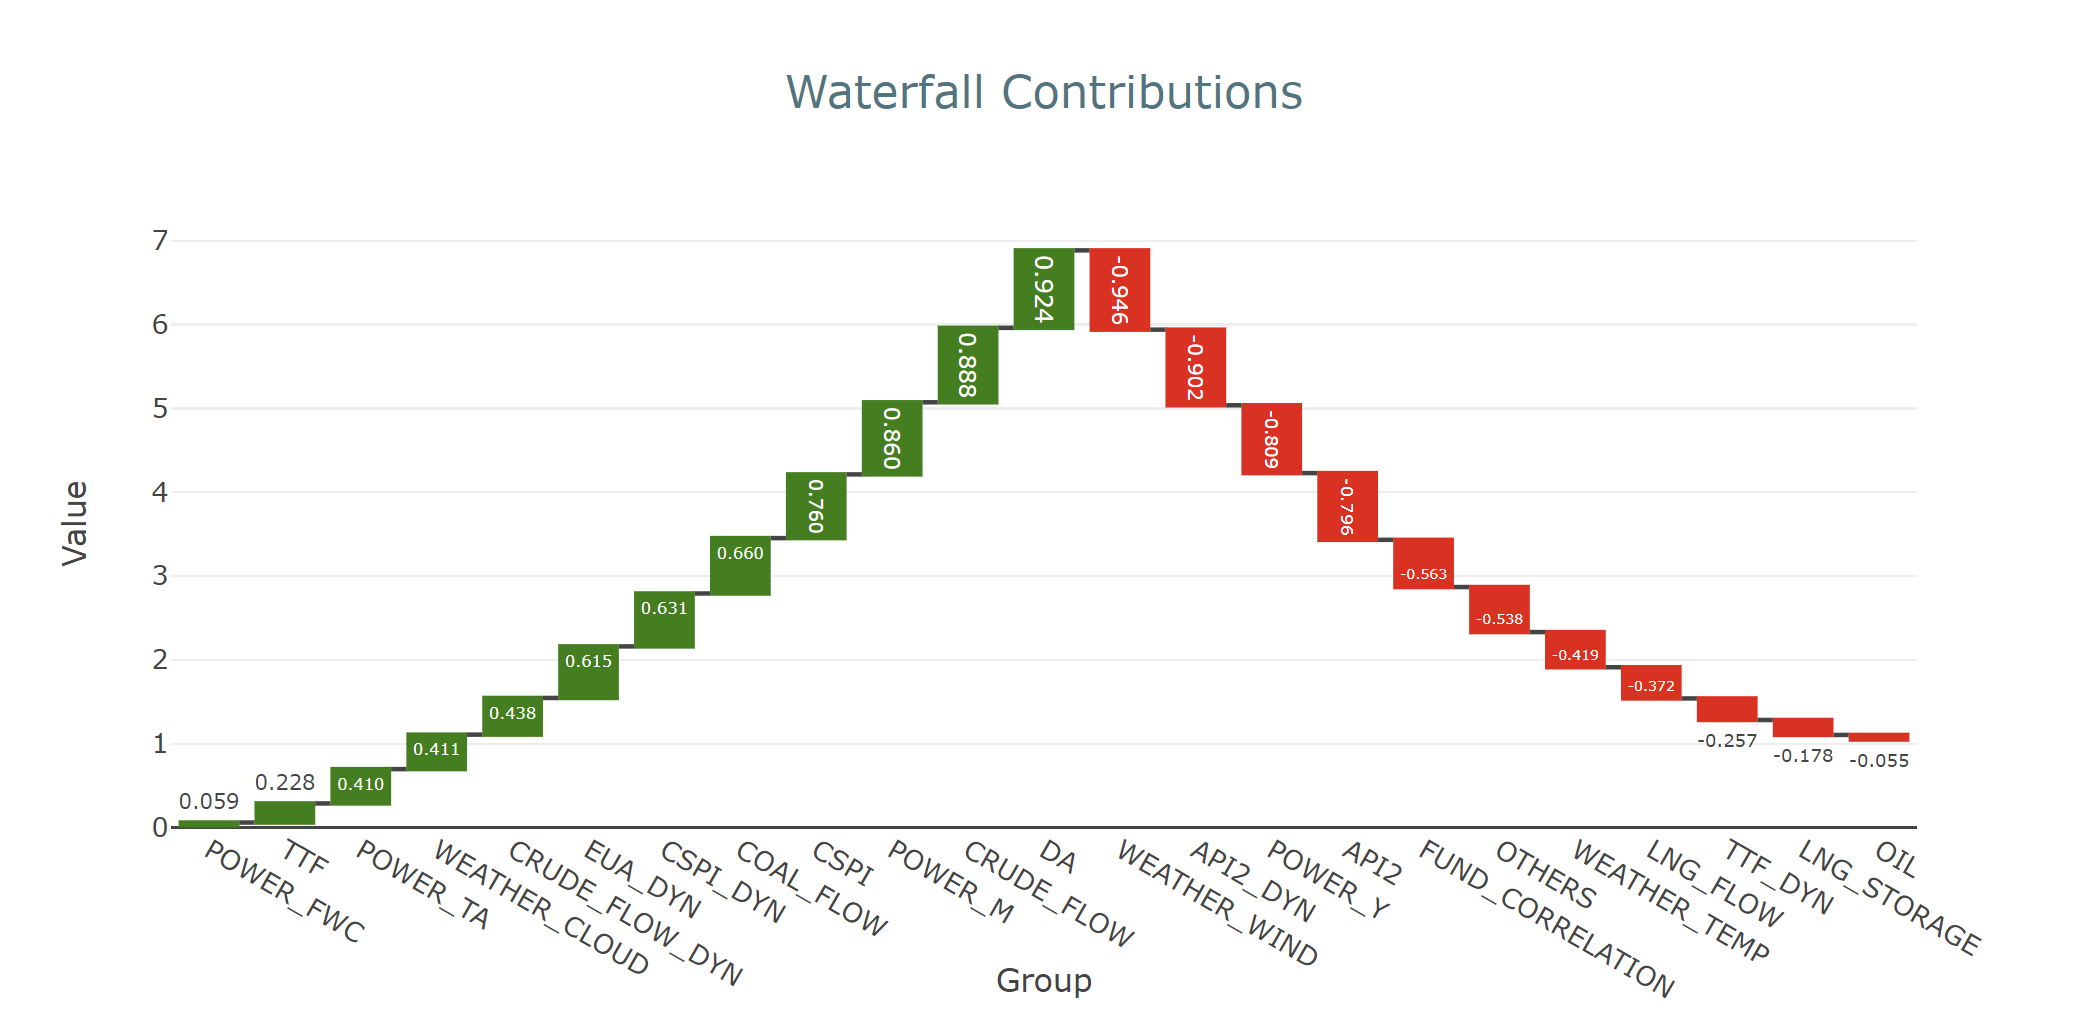 Waterfall Contributions
Value
7
6
5
4
3
2
1
0
0.059
0.228
0.410
0.411
0.438
0.615
0.631
0.660
0.760
0.860
0.888
0.924
-0.946
-0.902
-0.809
-0.796
-0.563
-0.538
-0.419
-0.372
-0.257
-0.178
-0.055
POWER_FWC
TTF
POWER_TA
WEATHER_CLOUD
CRUDE_FLOW_DYN
EUA_DYN
CSPI_DYN
COAL_FLOW
CSPI
POWER_M
CRUDE_FLOW
DA
WEATHER_WIND
API2_DYN
POWER_Y
API2
FUND_CORRELATION
OTHERS
WEATHER_TEMP
LNG_FLOW
TTF_DYN
LNG_STORAGE
OIL
Group